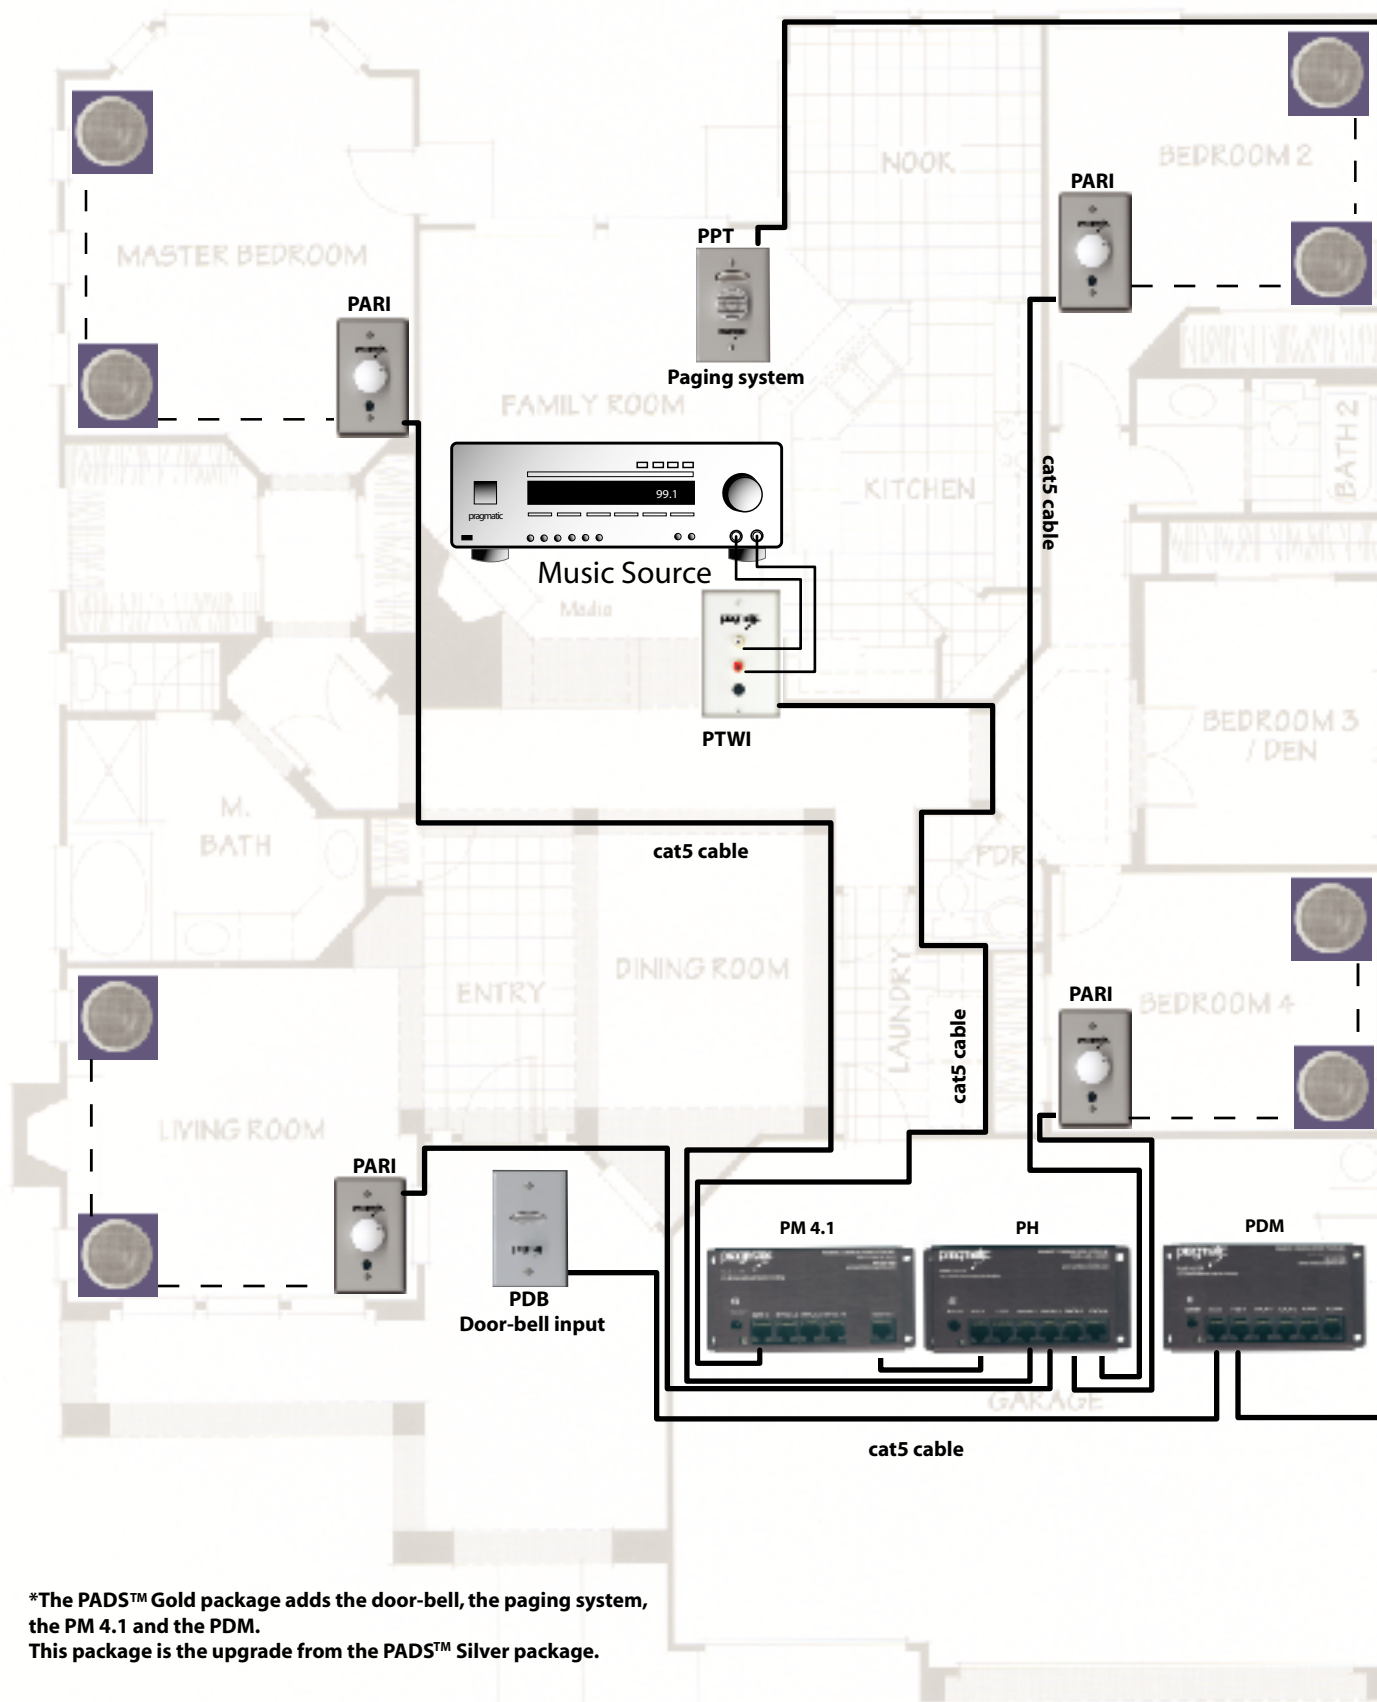 NOOK
BEDROOM 2
PARI
PPT
MASTER BEDROOM
PARI
Paging system
FAMILY ROOM
BATH 2
cat5 cable
KITCHEN
99.1
pragmatic
Music Source
Media
BEDROOM 3
/ DEN
PTWI
M.
BATH
cat5 cable
PDR
DINING ROOM
ENTRY
LAUNDRY
PARI
BEDROOM 4
cat5 cable
LIVING ROOM
PARI
PM 4.1
PH
PDM
pragmatic
pragmatic
pragmatic
PDB
Door-bell input
GARAGE
cat5 cable
*The PADS™ Gold package adds the door-bell, the paging system,
the PM 4.1 and the PDM.
This package is the upgrade from the PADS™ Silver package.